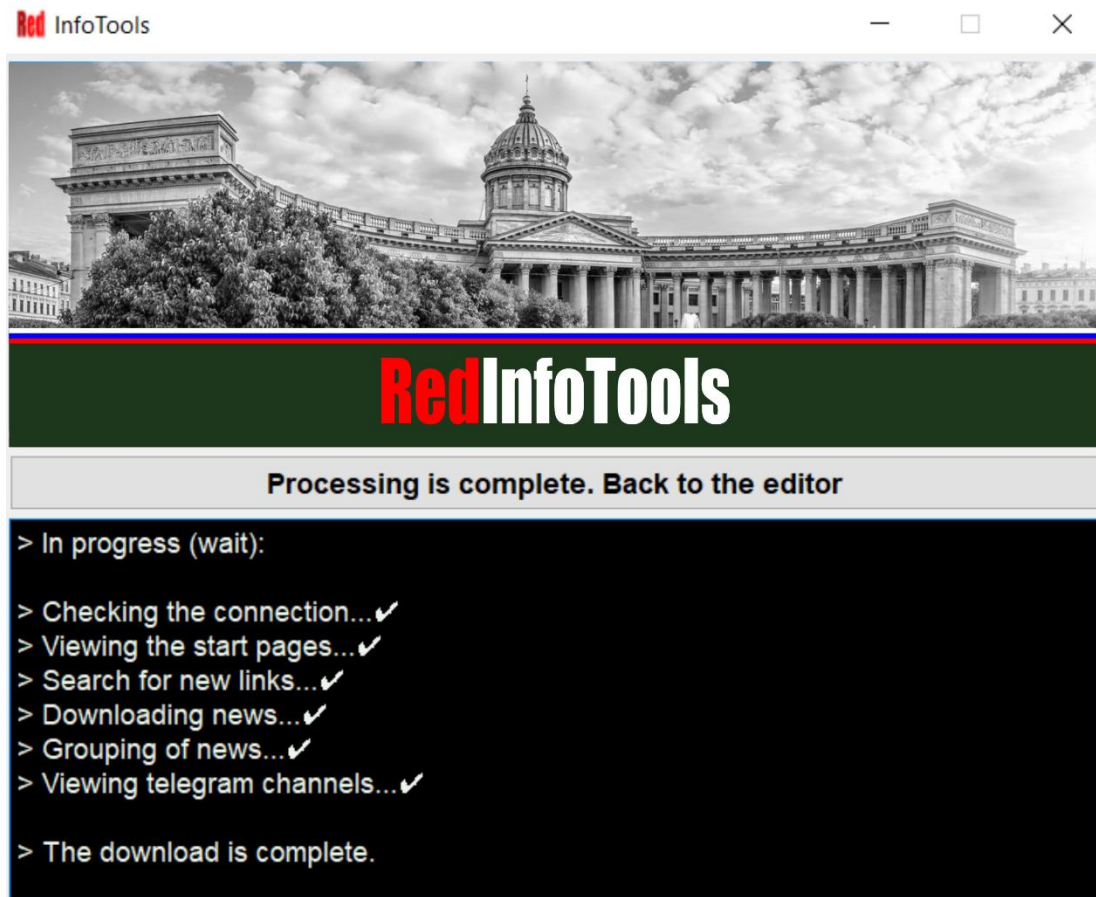 Red InfoTools
RedInfoTools
Processing is complete. Back to the editor
> In progress (wait):
> Checking the connection...✔
> Viewing the start pages...✔
> Search for new links...✔
> Downloading news...✔
> Grouping of news...✔
> Viewing telegram channels...✔
> The download is complete.